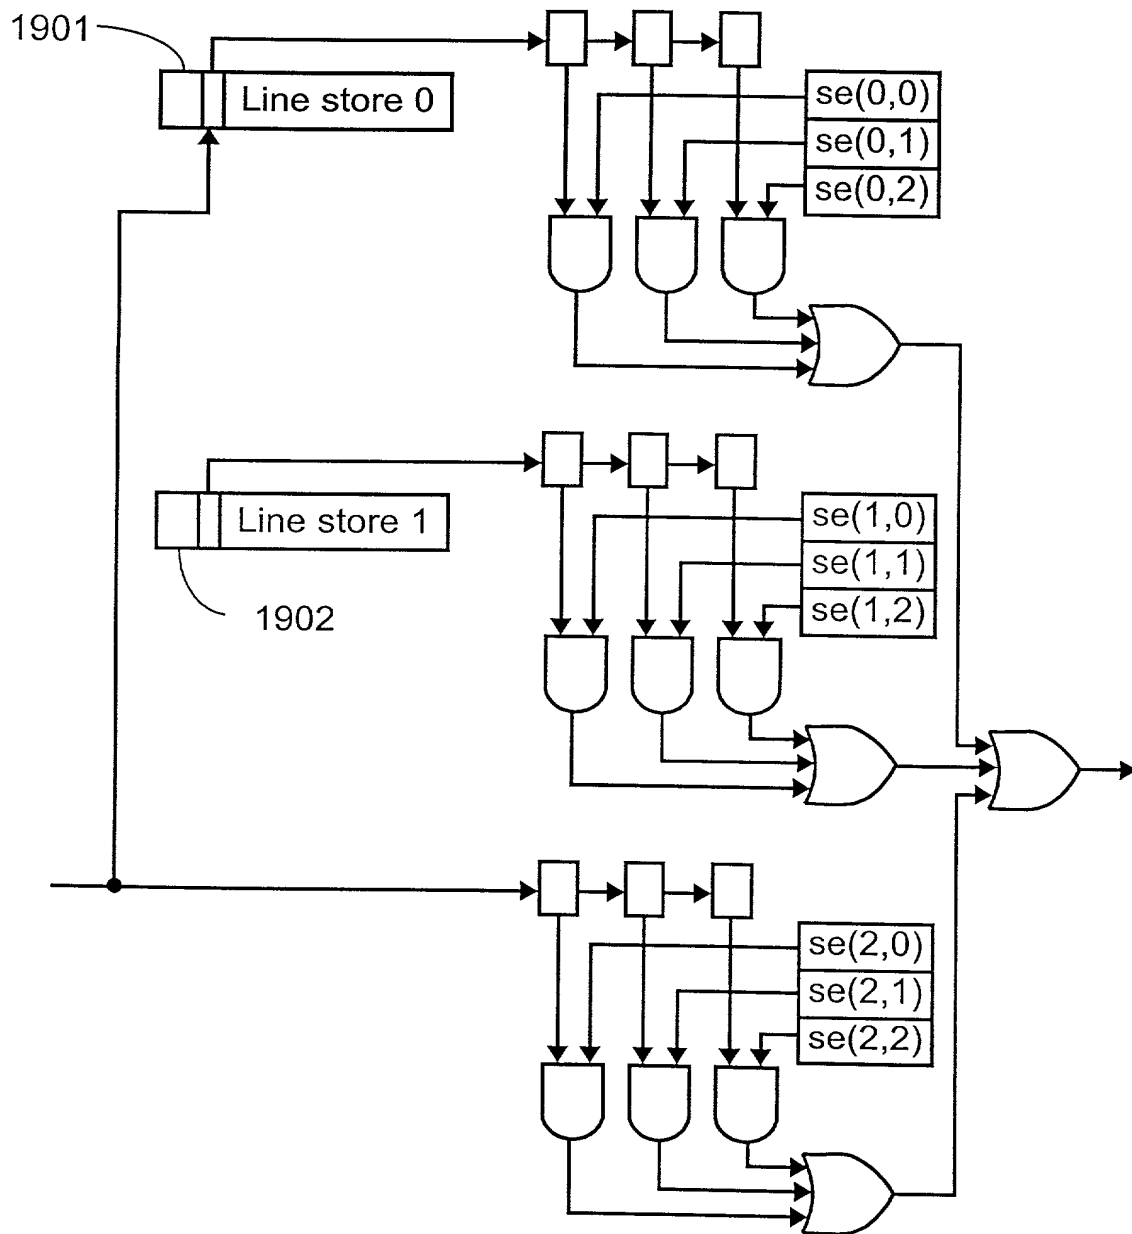 1901
Line store 0
se(0,0)
se(0,1)
se(0,2)
Line store 1
1902
se(1,0)
se(1,1)
se(1,2)
se(2,0)
se(2,1)
se(2,2)